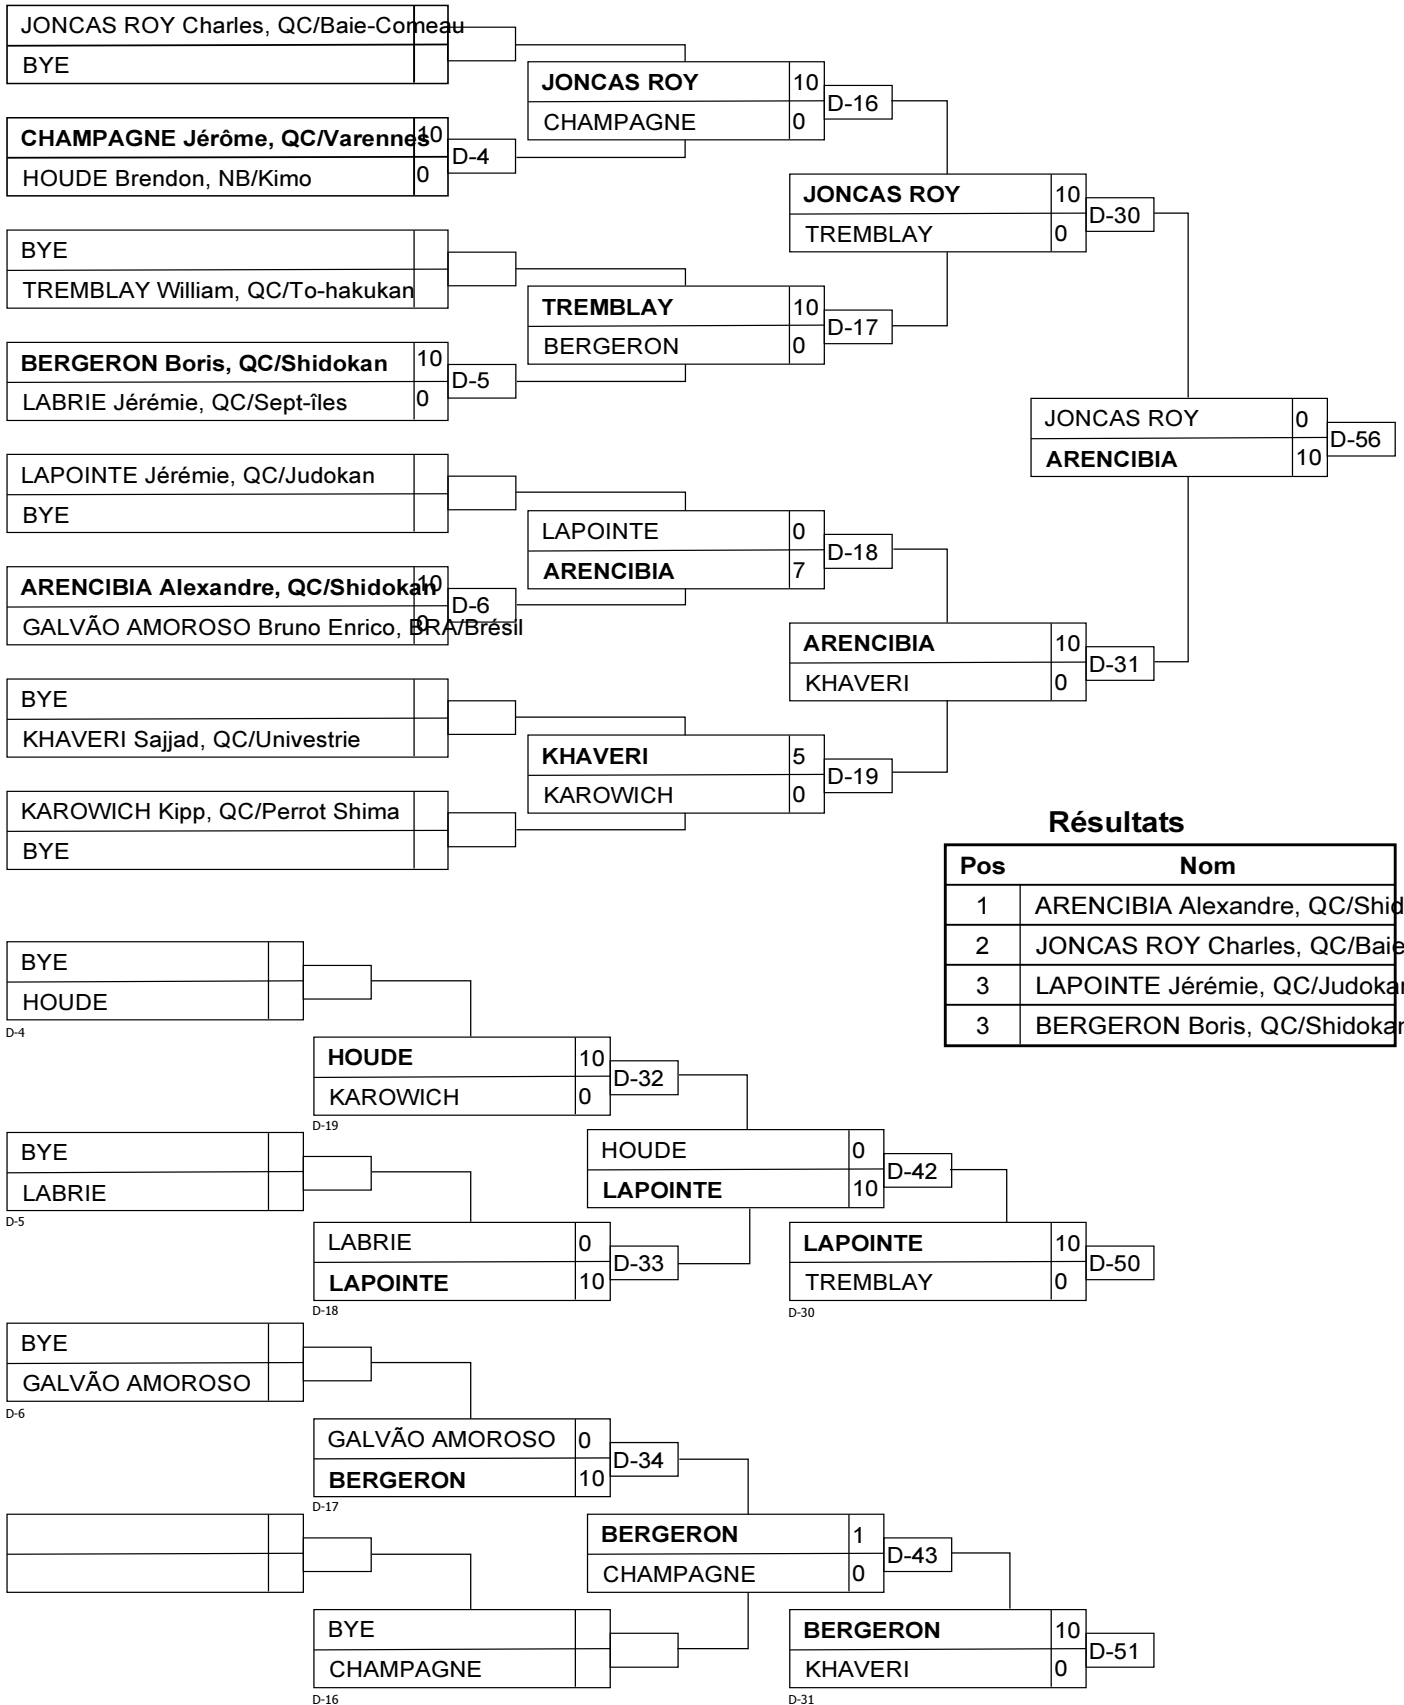 JONCAS ROY Charles, QC/Baie-Comeau
BYE
CHAMPAGNE Jérôme, QC/Varennes 10
HOUDE Brendon, NB/Kimo 0
D-4
BYE
TREMBLAY William, QC/To-hakukan
BERGERON Boris, QC/Shidokan 10
LABRIE Jérémie, QC/Sept-îles 0
D-5
LAPOINTE Jérémie, QC/Judokan
BYE
ARENCIBIA Alexandre, QC/Shidokan 10
GALVÃO AMOROSO Bruno Enrico, BRA/Brésil 0
D-6
BYE
KHAVERI Sajjad, QC/Univestrie
KAROWICH Kipp, QC/Perrot Shima
BYE
JONCAS ROY 10
CHAMPAGNE 0
D-16
TREMBLAY 10
BERGERON 0
D-17
LAPOINTE 0
ARENCIBIA 7
D-18
KHAVERI 5
KAROWICH 0
D-19
JONCAS ROY 10
TREMBLAY 0
D-30
ARENCIBIA 10
KHAVERI 0
D-31
JONCAS ROY 0
ARENCIBIA 10
D-56
Résultats
Pos Nom
1 ARENCIBIA Alexandre, QC/Shid
2 JONCAS ROY Charles, QC/Baie
3 LAPOINTE Jérémie, QC/Judokan
3 BERGERON Boris, QC/Shidokan
BYE
HOUDE
D-4
BYE
LABRIE
D-5
BYE
GALVÃO AMOROSO
D-6
HOUDE 10
KAROWICH 0
D-32
D-19
LABRIE 0
LAPOINTE 10
D-33
D-18
GALVÃO AMOROSO 0
BERGERON 10
D-34
D-17
BYE
CHAMPAGNE
D-16
HOUDE 0
LAPOINTE 10
D-42
BERGERON 1
CHAMPAGNE 0
D-43
LAPOINTE 10
TREMBLAY 0
D-50
D-30
BERGERON 10
KHAVERI 0
D-51
D-31